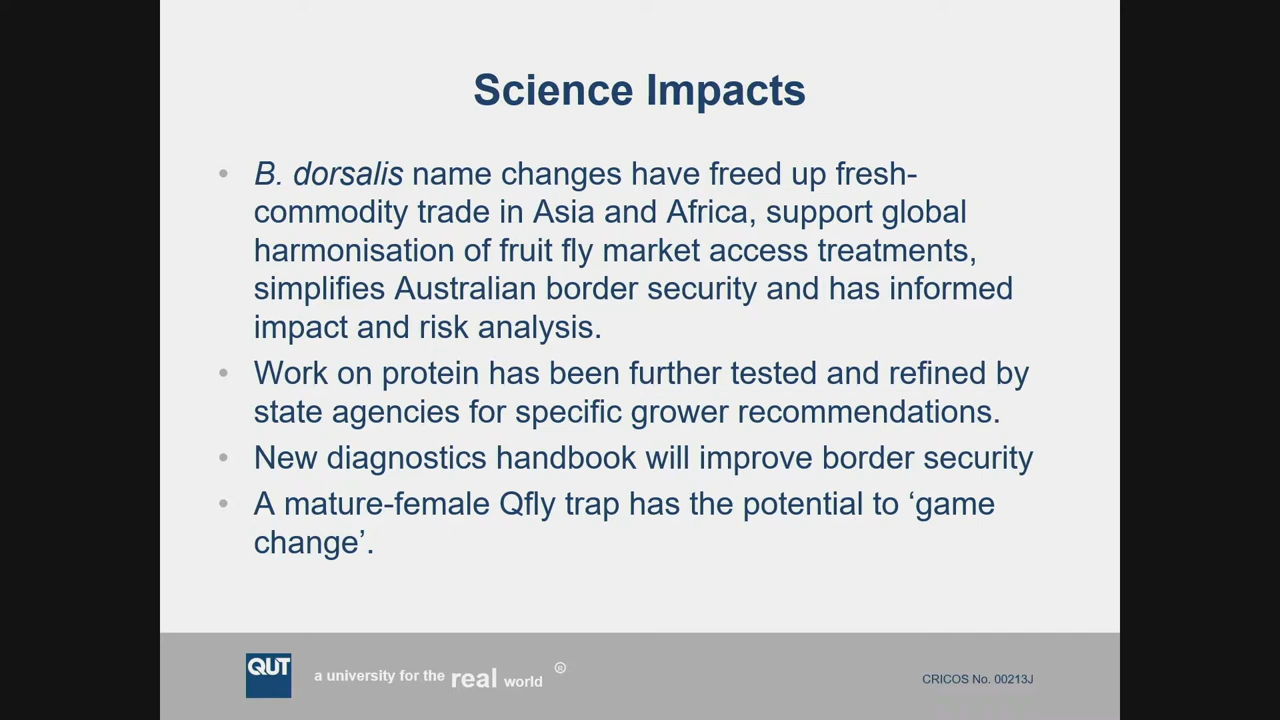 Science Impacts
• B. dorsalis name changes have freed up fresh-
commodity trade in Asia and Africa, support global
harmonisation of fruit fly market access treatments,
simplifies Australian border security and has informed
impact and risk analysis.
• Work on protein has been further tested and refined by
state agencies for specific grower recommendations.
• New diagnostics handbook will improve border security
• A mature-female Qfly trap has the potential to ‘game
change’.
QUT
a university for the real world ®
CRICOS No. 00213J